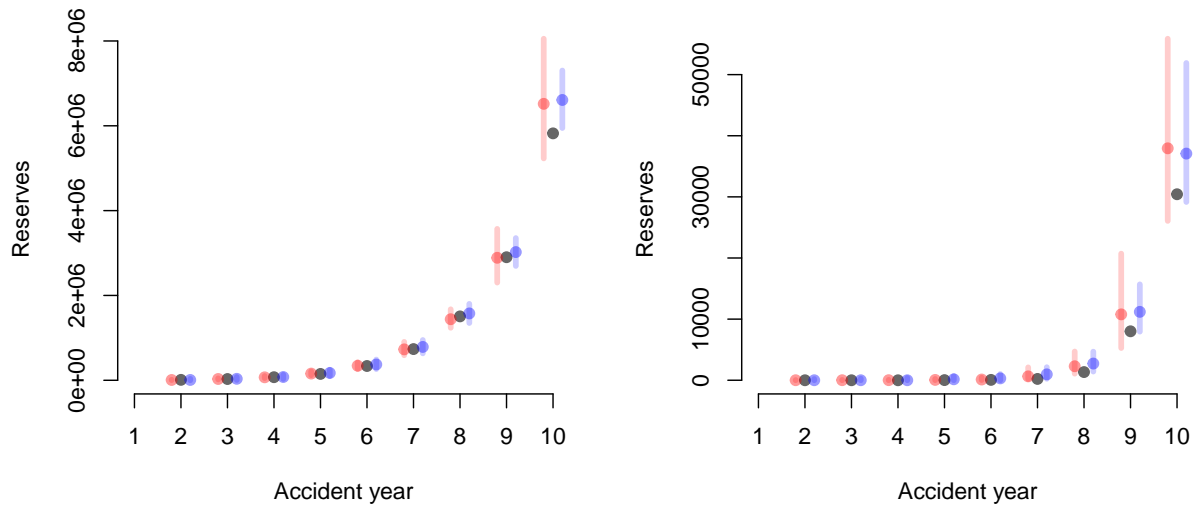 8e+06
6e+06
4e+06
2e+06
0e+00
Reserves
1 2 3 4 5 6 7 8 9 10
Accident year
50000
30000
10000
0
Reserves
1 2 3 4 5 6 7 8 9 10
Accident year